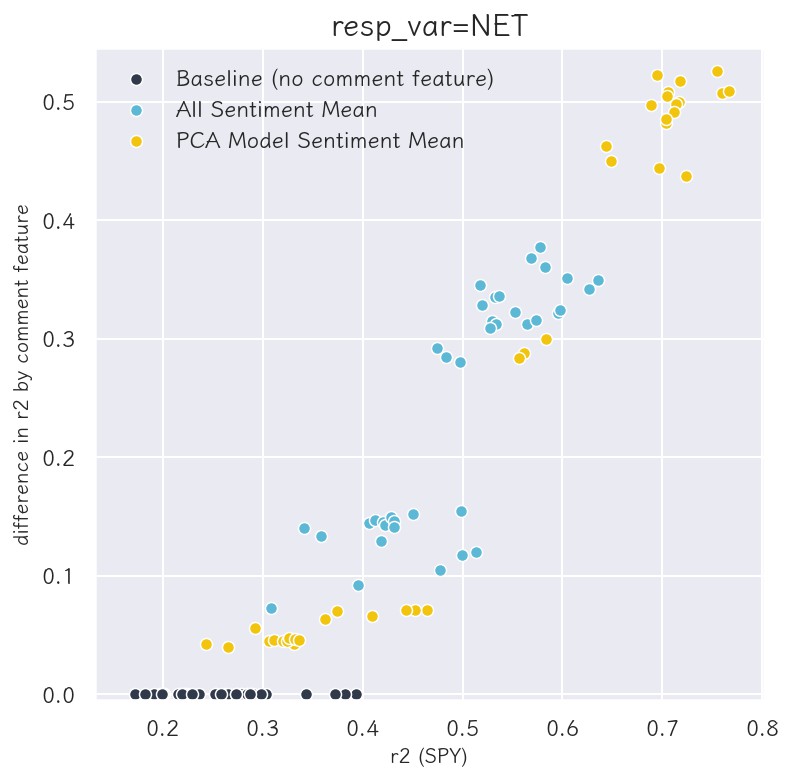 resp_var=NET
Baseline (no comment feature)
All Sentiment Mean
PCA Model Sentiment Mean
difference in r2 by comment feature
0.5
0.4
0.3
0.2
0.1
0.0
0.2 0.3 0.4 0.5 0.6 0.7 0.8
r2 (SPY)